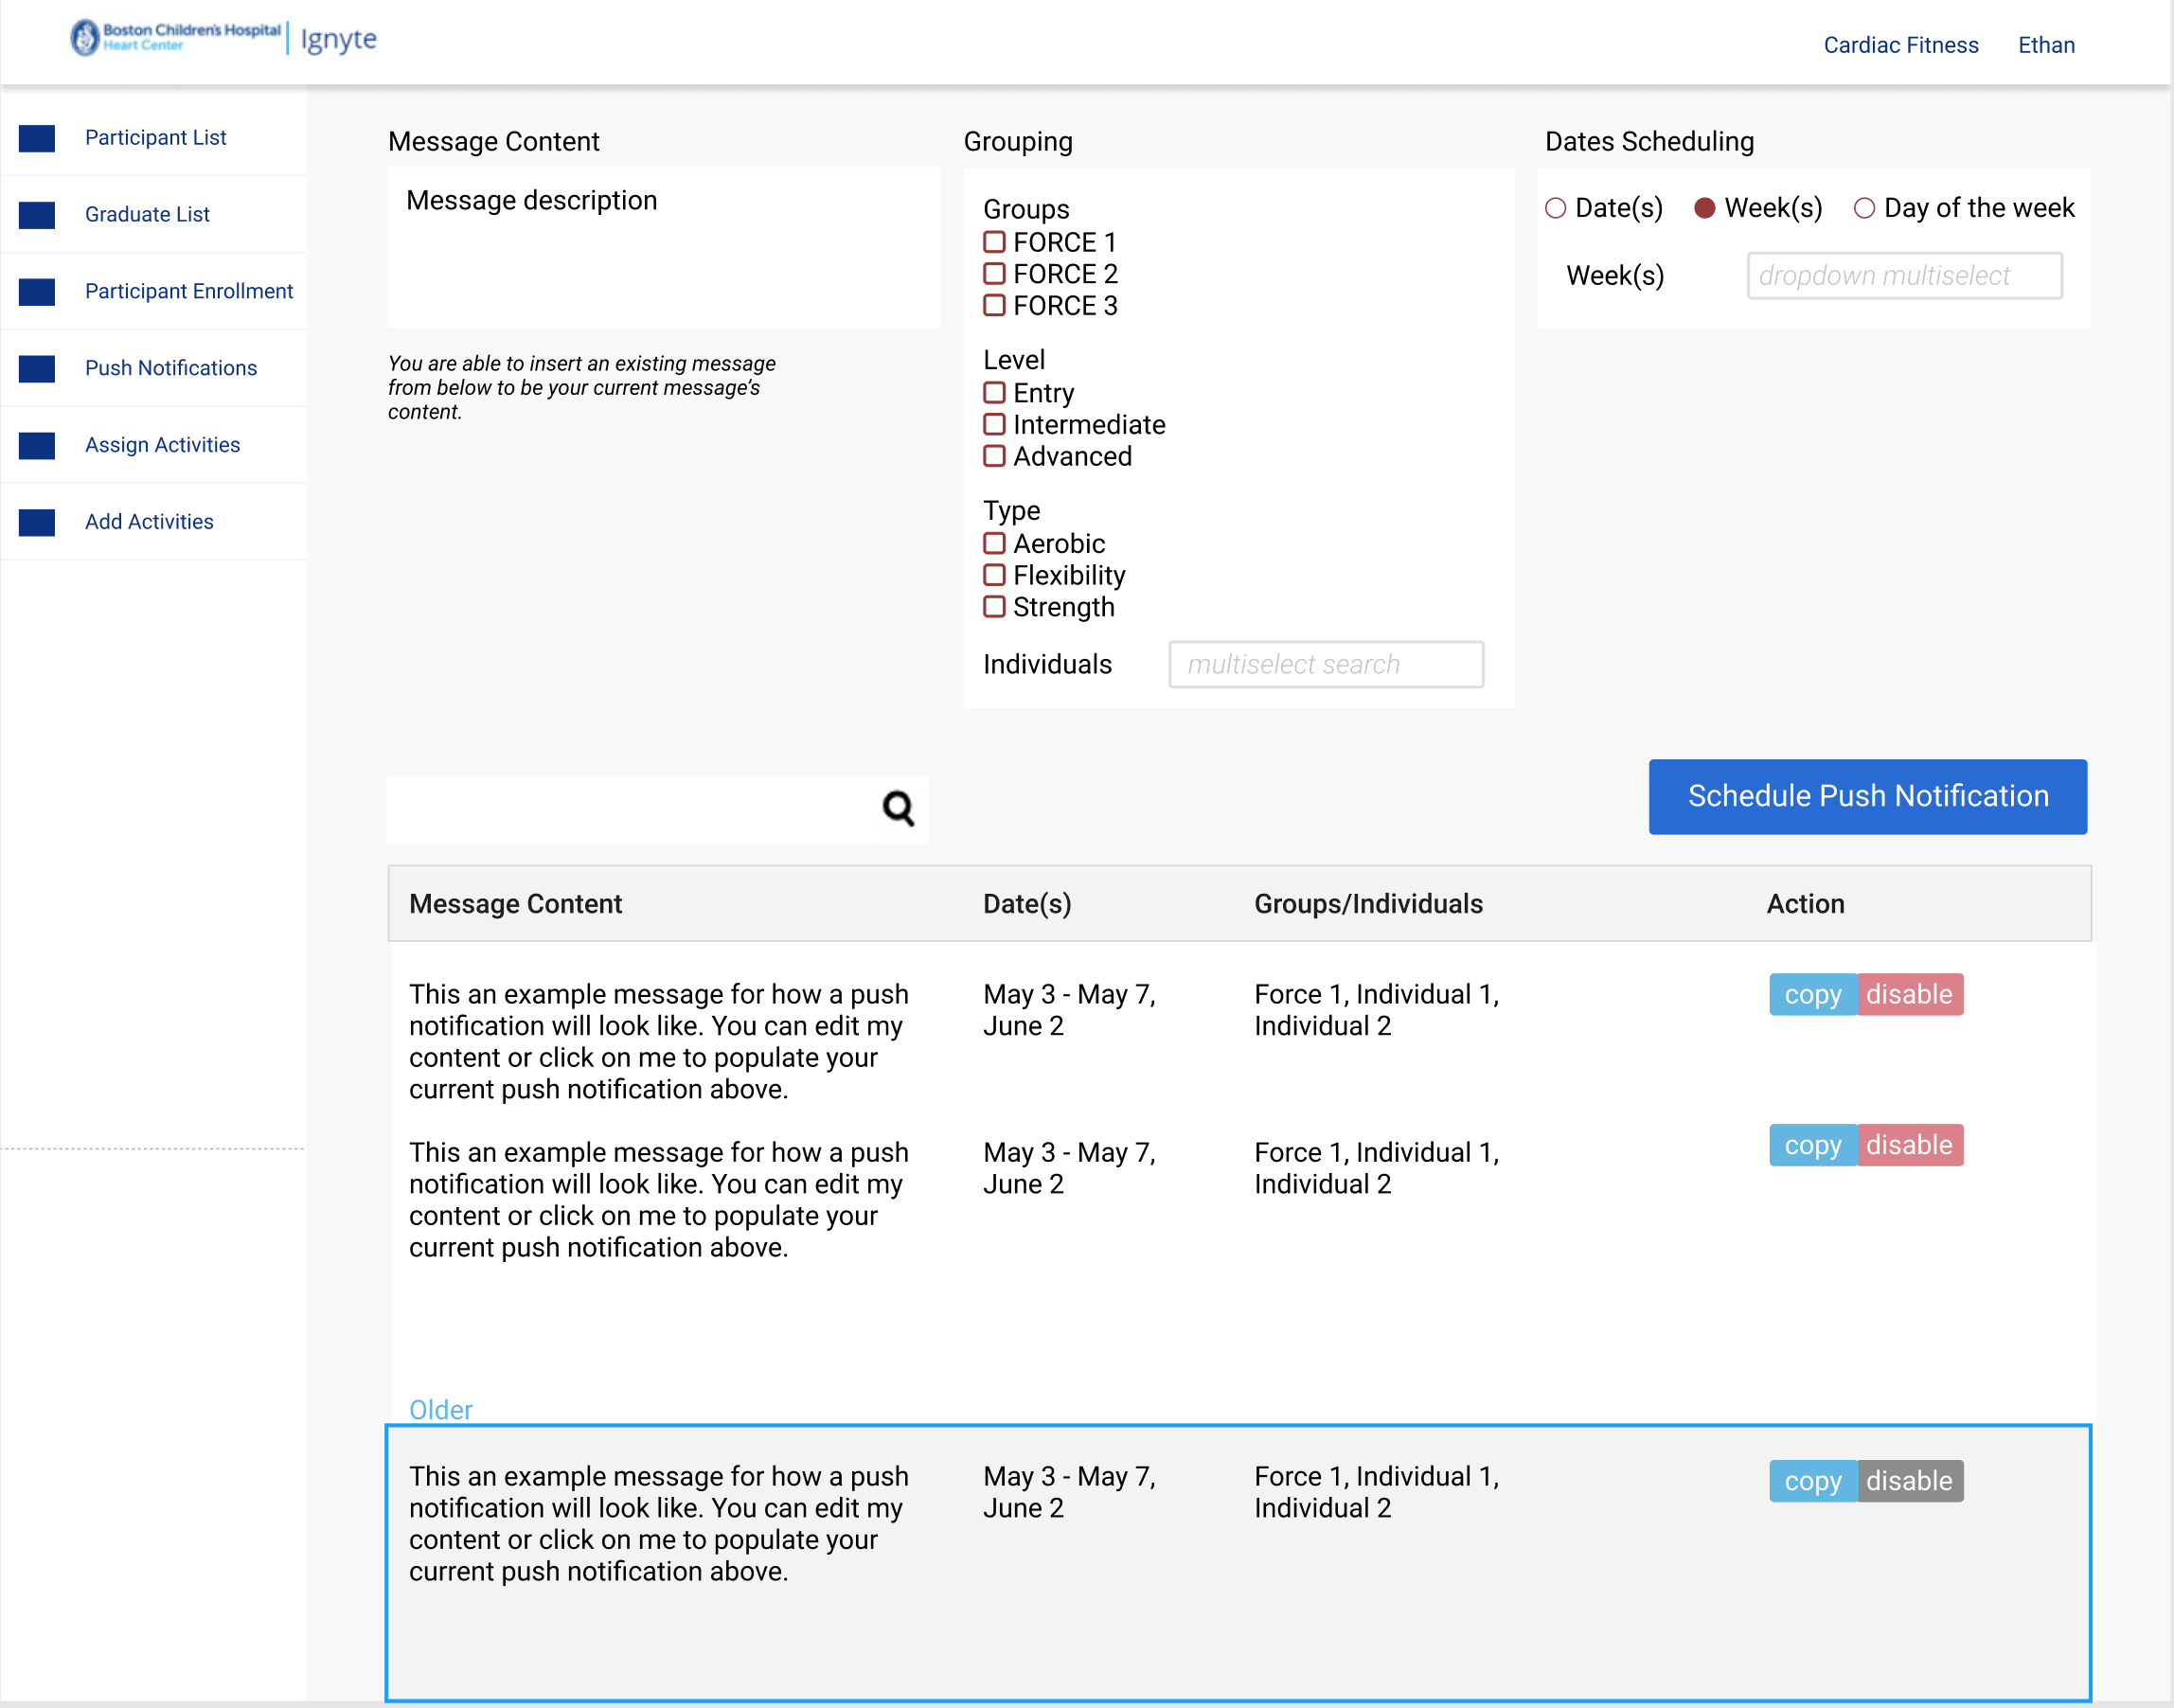 Boston Children's Hospital
Heart Center
Ignyte
Cardiac Fitness Ethan
Participant List
Graduate List
Participant Enrollment
Push Notifications
Assign Activities
Add Activities
Message Content
Message description
You are able to insert an existing message
from below to be your current message’s
content.
Grouping
Groups
FORCE 1
FORCE 2
FORCE 3
Level
Entry
Intermediate
Advanced
Type
Aerobic
Flexibility
Strength
Individuals multiselect search
Dates Scheduling
Date(s) Week(s) Day of the week
Week(s) dropdown multiselect
Schedule Push Notification
Message Content Date(s) Groups/Individuals Action
This an example message for how a push May 3 - May 7, Force 1, Individual 1, copy disable
notification will look like. You can edit my June 2 Individual 2
content or click on me to populate your
current push notification above.
This an example message for how a push May 3 - May 7, Force 1, Individual 1, copy disable
notification will look like. You can edit my June 2 Individual 2
content or click on me to populate your
current push notification above.
Older
This an example message for how a push May 3 - May 7, Force 1, Individual 1, copy disable
notification will look like. You can edit my June 2 Individual 2
content or click on me to populate your
current push notification above.